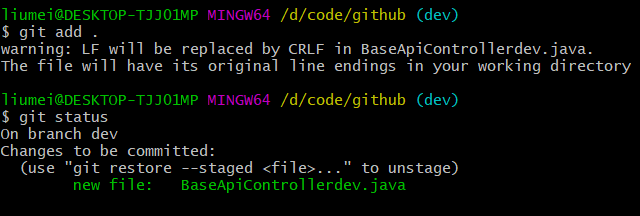 liumei@DESKTOP-TJJO1MP MINGW64 /d/code/github (dev)
$ git add .
warning: LF will be replaced by CRLF in BaseApiControllerdev.java.
The file will have its original line endings in your working directory
liumei@DESKTOP-TJJO1MP MINGW64 /d/code/github (dev)
$ git status
On branch dev
Changes to be committed:
  (use "git restore --staged <file>..." to unstage)
        new file:   BaseApiControllerdev.java